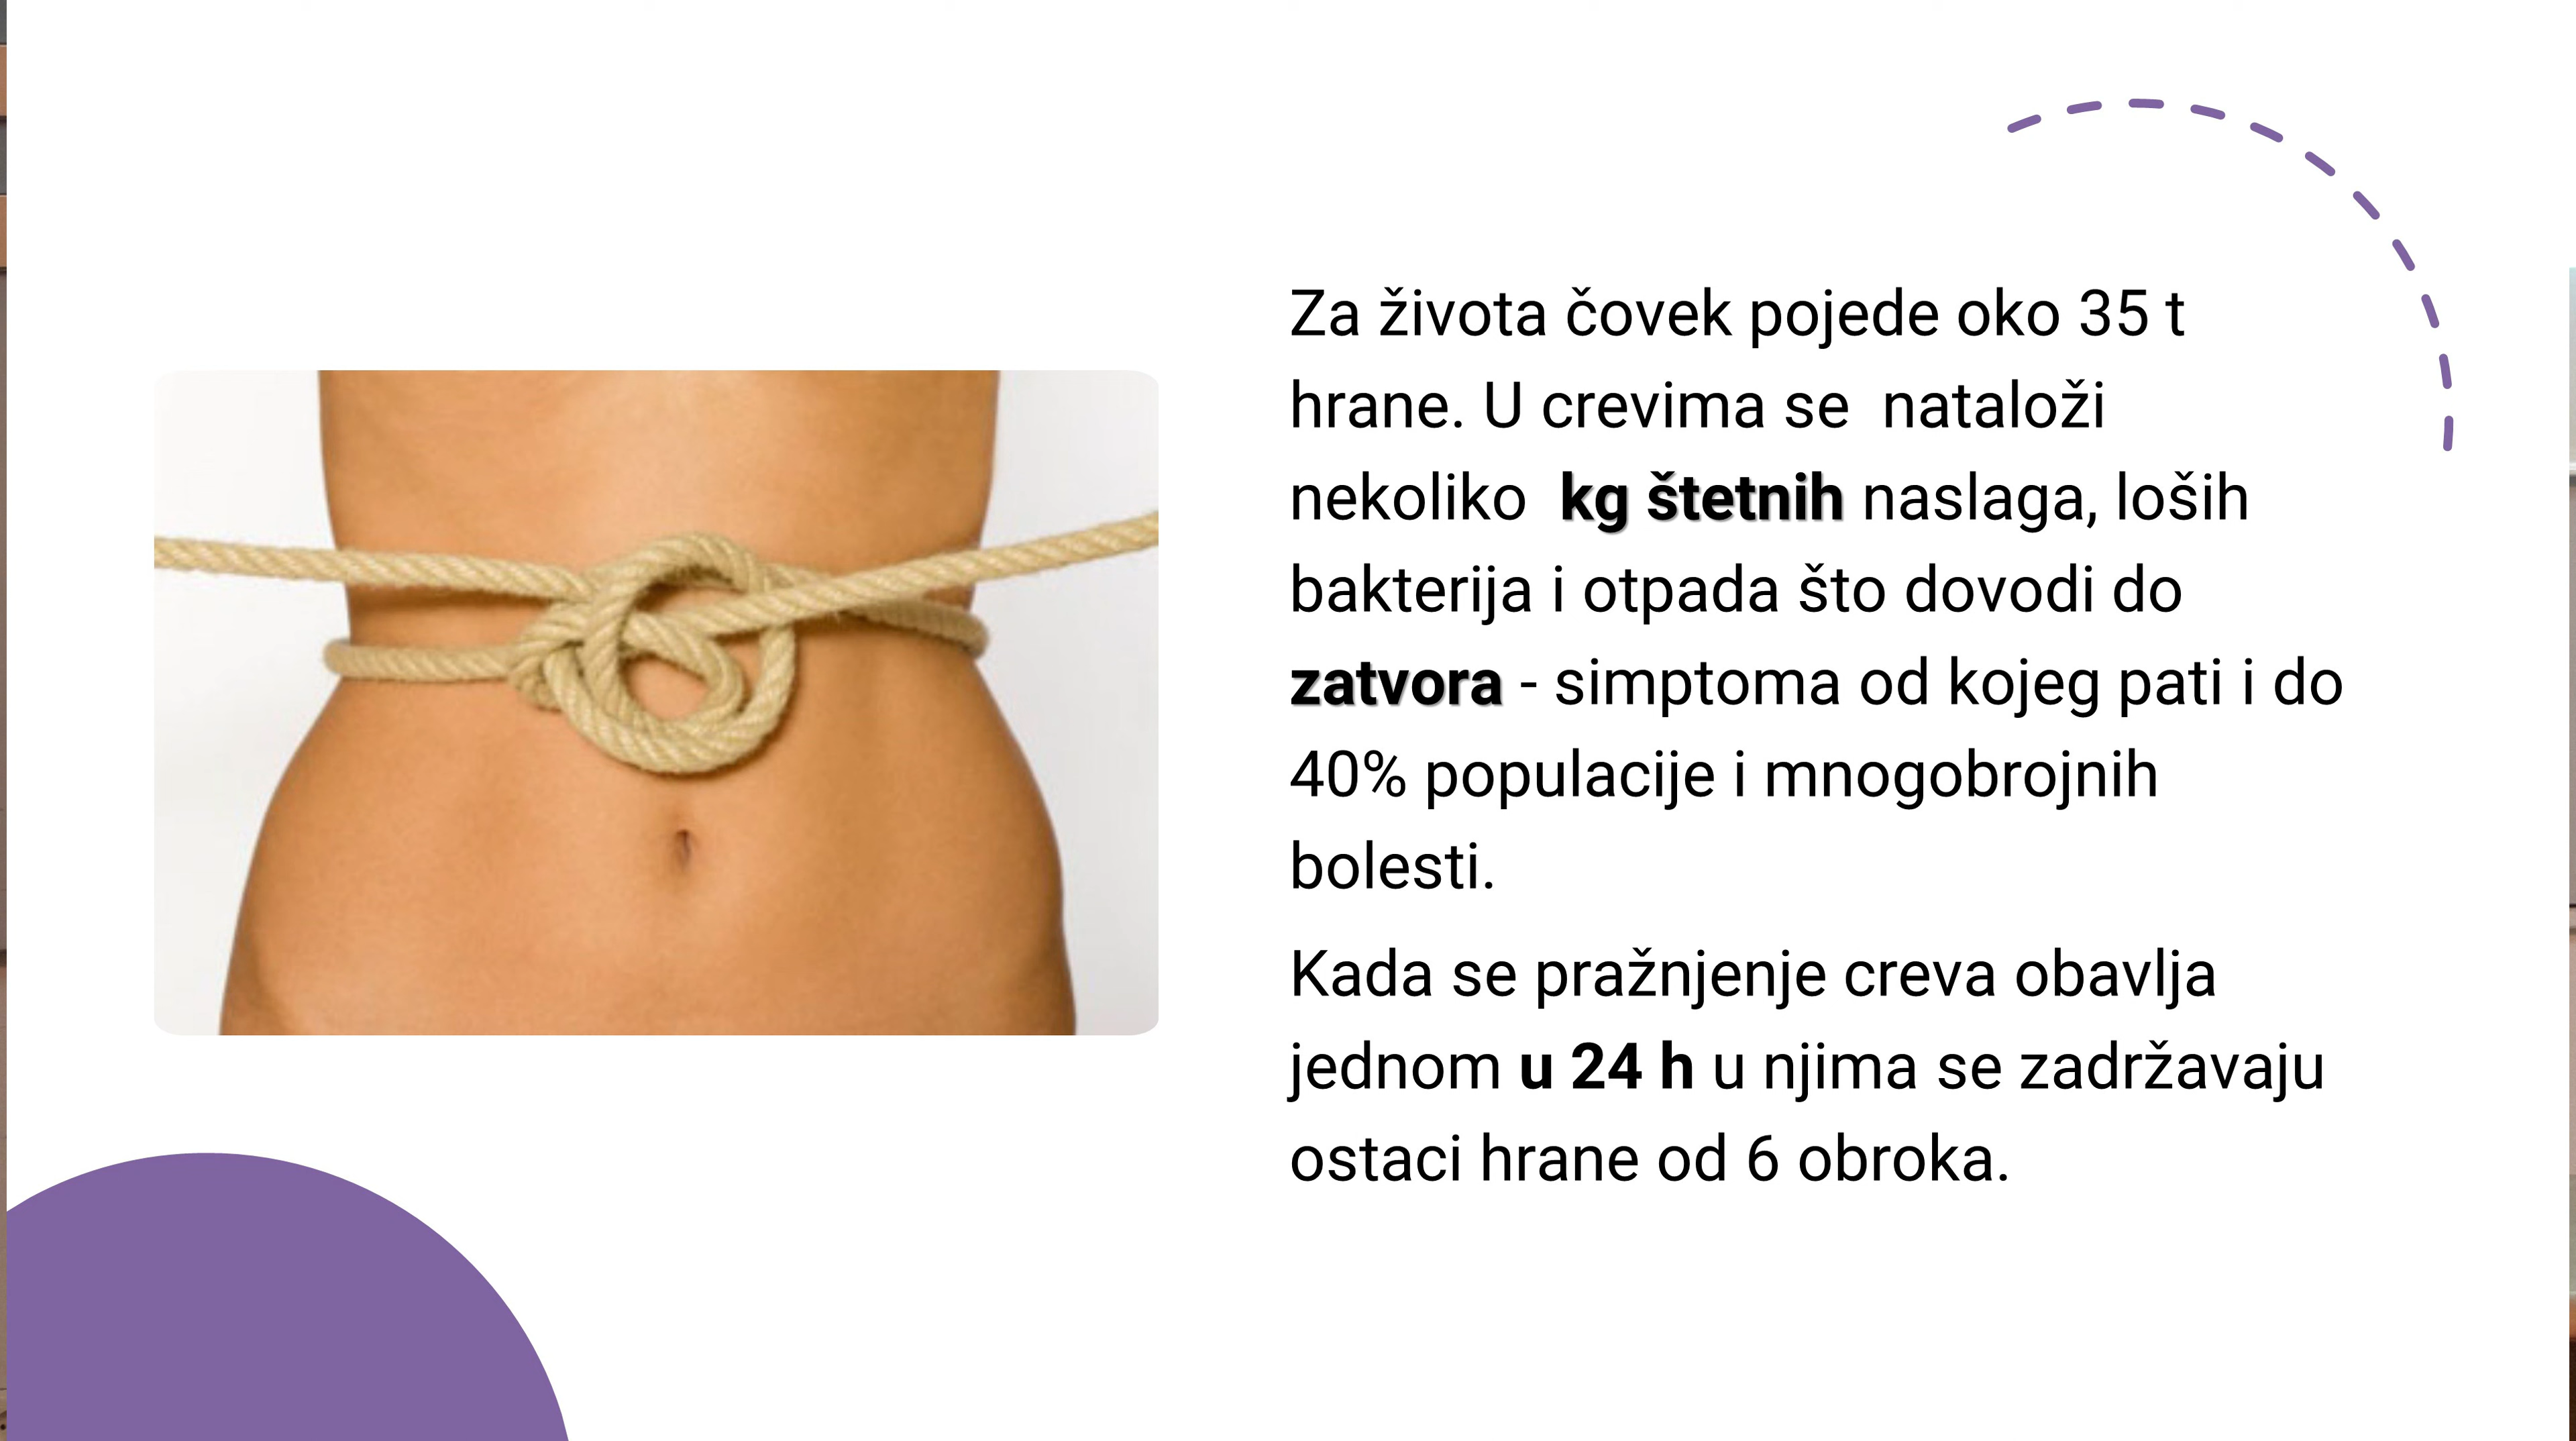 Za života čovek pojede oko 35 t
hrane. U crevima se  nataloži
nekoliko  kg štetnih naslaga, loših
bakterija i otpada što dovodi do
zatvora - simptoma od kojeg pati i do
40% populacije i mnogobrojnih
bolesti.
Kada se pražnjenje creva obavlja
jednom u 24 h u njima se zadržavaju
ostaci hrane od 6 obroka.